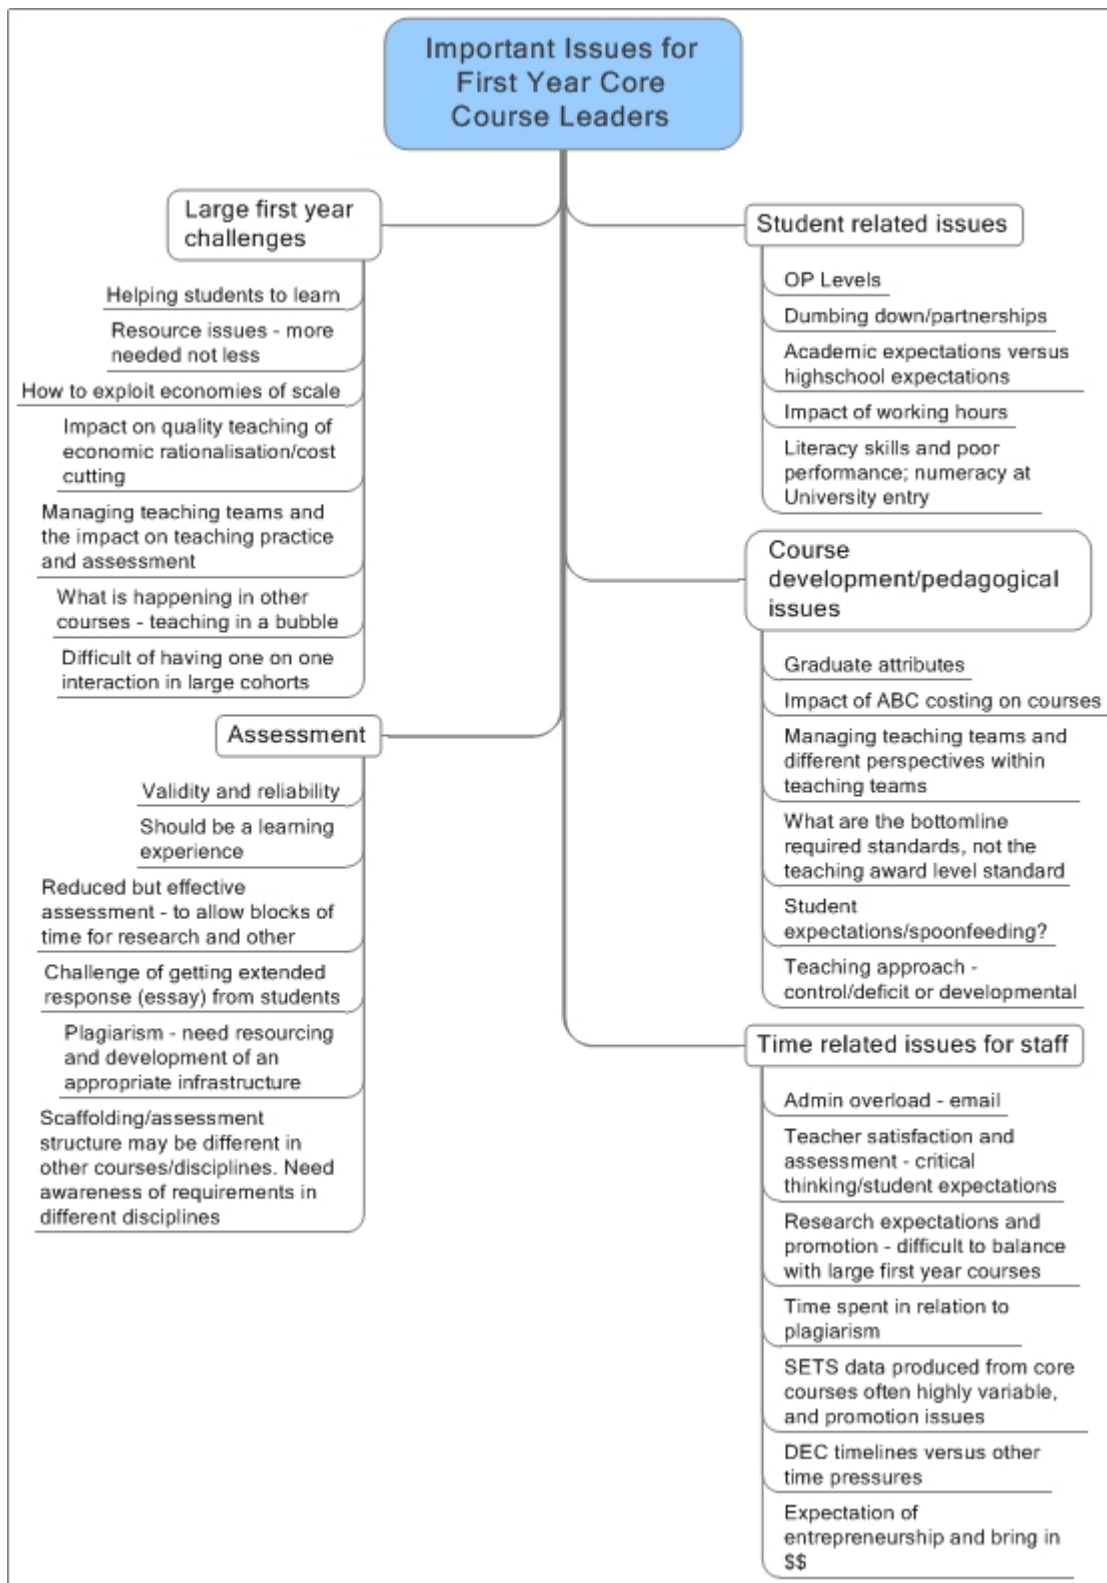 Important Issues for
First Year Core
Course Leaders
Large first year
challenges
Helping students to learn
Resource issues - more
needed not less
How to exploit economies of scale
Impact on quality teaching of
economic rationalisation/cost
cutting
Managing teaching teams and
the impact on teaching practice
and assessment
What is happening in other
courses - teaching in a bubble
Difficult of having one on one
interaction in large cohorts
Assessment
Validity and reliability
Should be a learning
experience
Reduced but effective
assessment - to allow blocks of
time for research and other
Challenge of getting extended
response (essay) from students
Plagiarism - need resourcing
and development of an
appropriate infrastructure
Scaffolding/assessment
structure may be different in
other courses/disciplines. Need
awareness of requirements in
different disciplines
Student related issues
OP Levels
Dumbing down/partnerships
Academic expectations versus
highschool expectations
Impact of working hours
Literacy skills and poor
performance; numeracy at
University entry
Course
development/pedagogical
issues
Graduate attributes
Impact of ABC costing on courses
Managing teaching teams and
different perspectives within
teaching teams
What are the bottomline
required standards, not the
teaching award level standard
Student
expectations/spoonfeeding?
Teaching approach -
control/deficit or developmental
Time related issues for staff
Admin overload - email
Teacher satisfaction and
assessment - critical
thinking/student expectations
Research expectations and
promotion - difficult to balance
with large first year courses
Time spent in relation to
plagiarism
SETS data produced from core
courses often highly variable,
and promotion issues
DEC timelines versus other
time pressures
Expectation of
entrepreneurship and bring in
$$